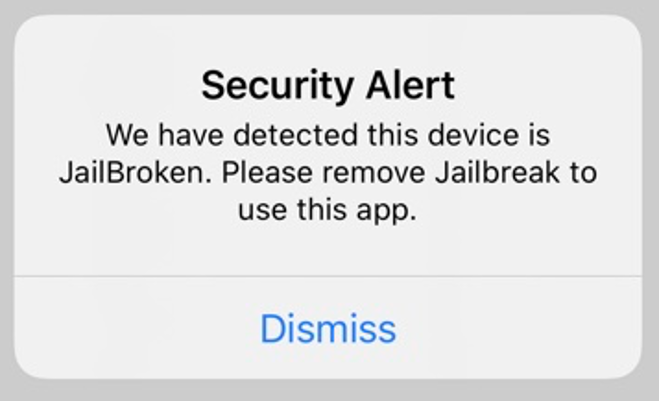 Security Alert
We have detected this device is
JailBroken. Please remove Jailbreak to
use this app.
Dismiss